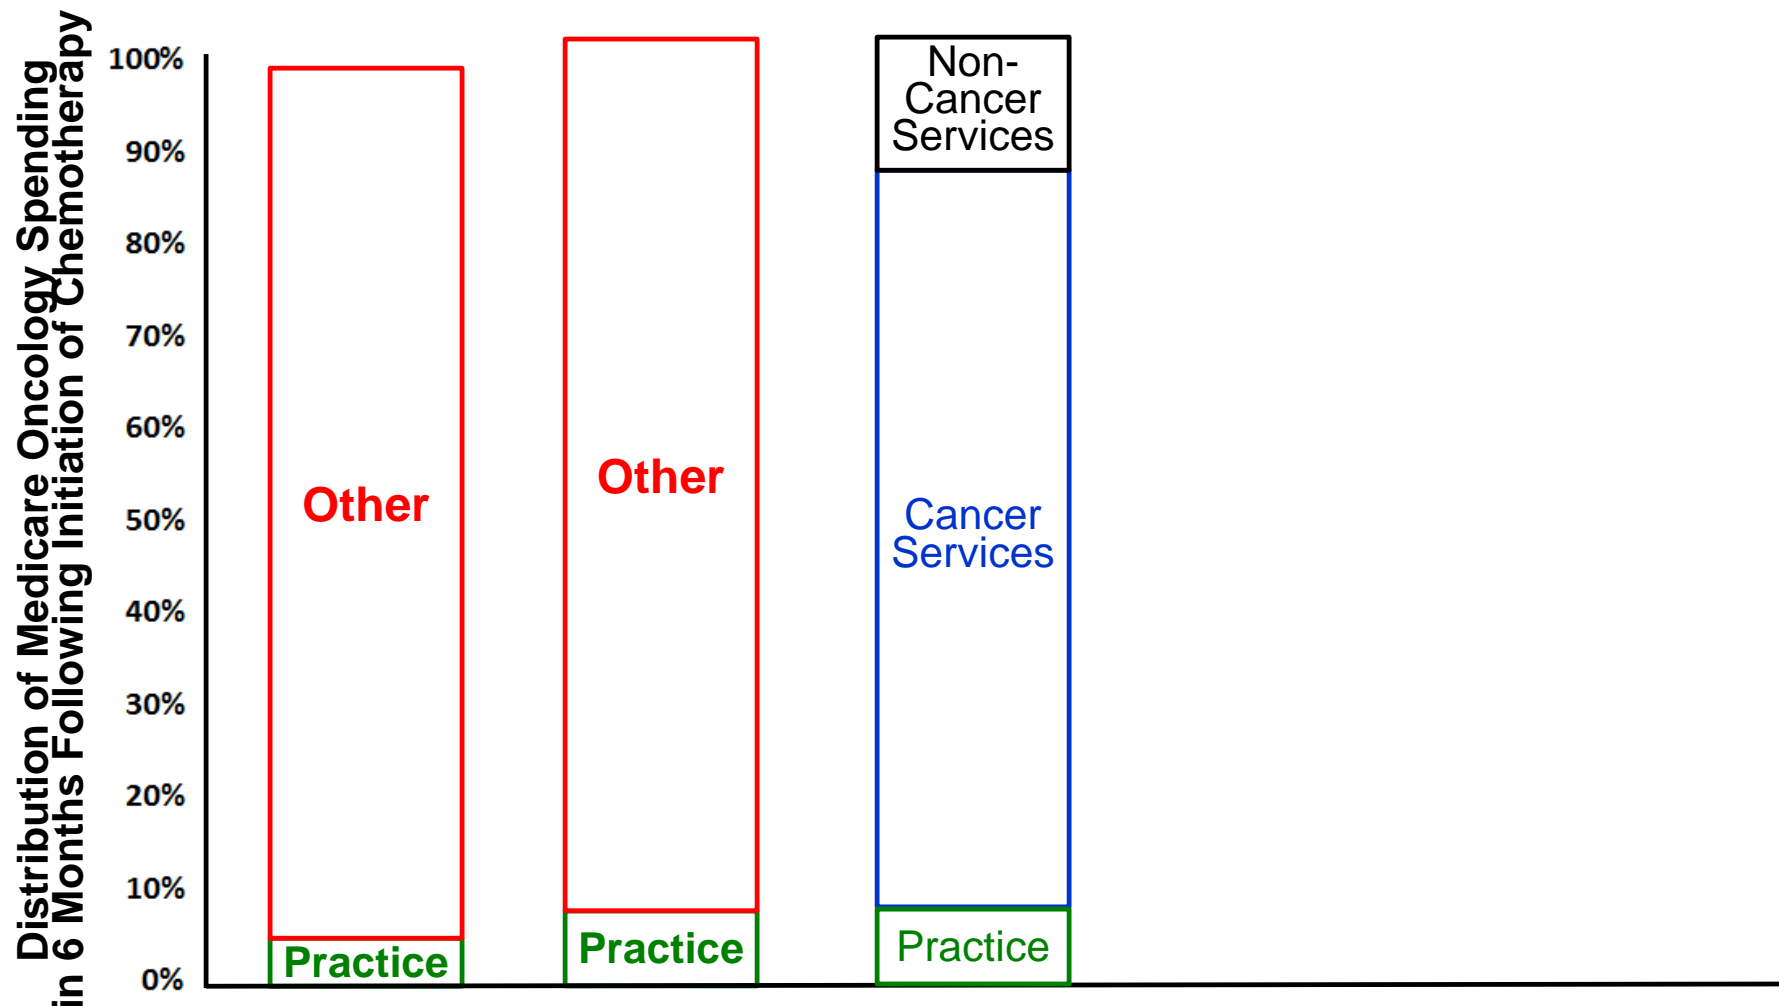 Distribution of Medicare Oncology Spending
in 6 Months Following Initiation of Chemotherapy
100%
90%
80%
70%
60%
50%
40%
30%
20%
10%
0%
Other
Practice
Other
Practice
Non-
Cancer
Services
Cancer
Services
Practice